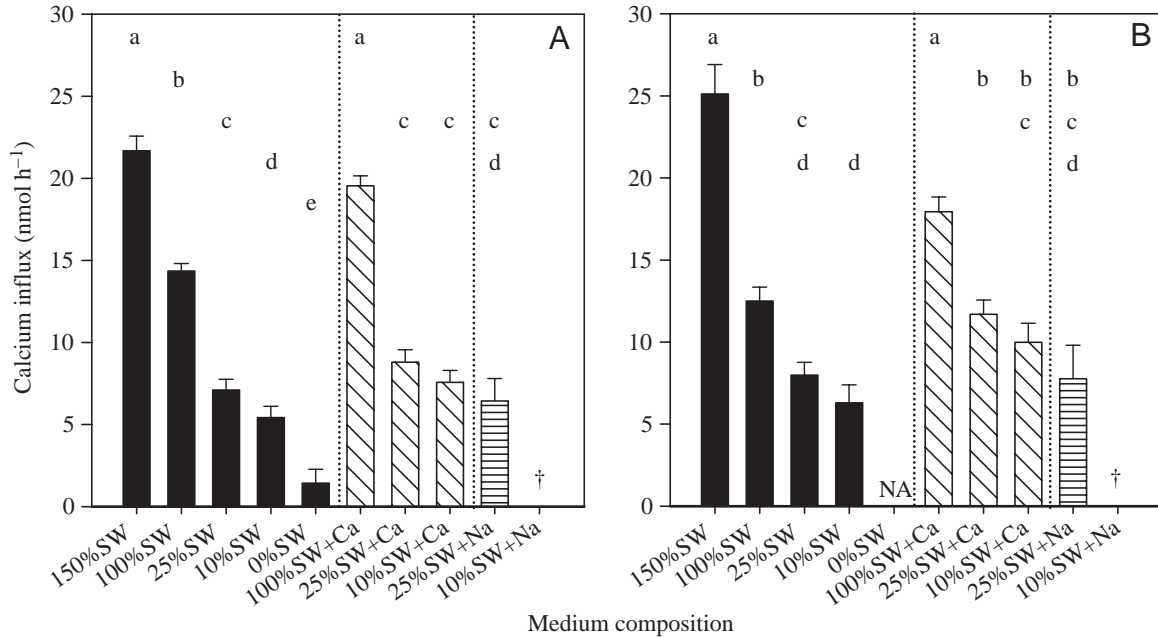 Calcium influx (nmol h⁻¹)
30
25
20
15
10
5
0
A
a
b
c
d
e
a
c
c
c
d
†
150%SW
100%SW
25%SW
10%SW
0%SW
100%SW+Ca
25%SW+Ca
10%SW+Ca
25%SW+Na
10%SW+Na
30
25
20
15
10
5
0
B
a
b
c
d
d
NA
a
b
b
c
b
c
d
†
150%SW
100%SW
25%SW
10%SW
0%SW
100%SW+Ca
25%SW+Ca
10%SW+Ca
25%SW+Na
10%SW+Na
Medium composition